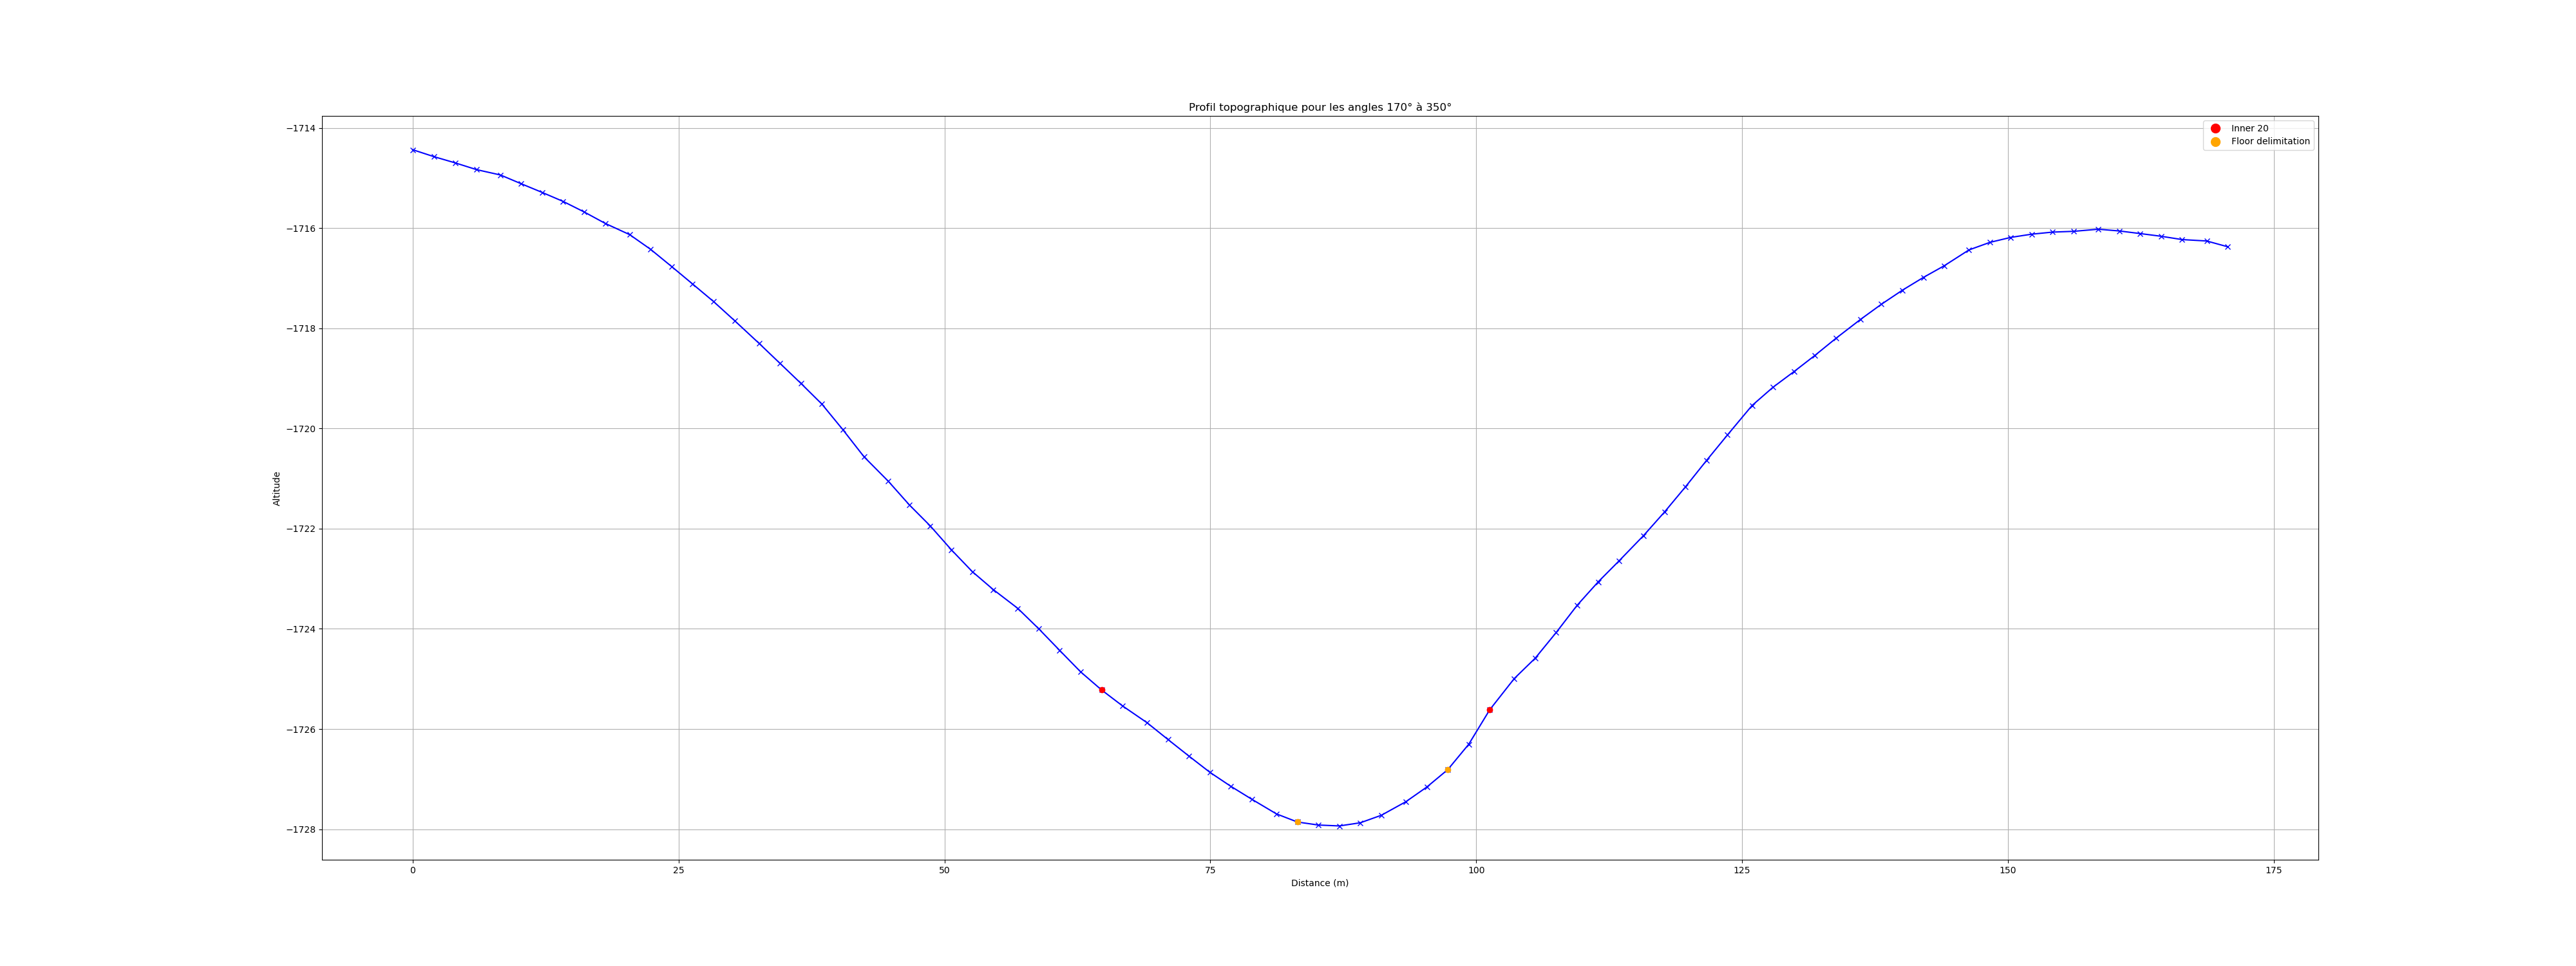 Profil topographique pour les angles 170° à 350°
Inner 20
Floor delimitation
−1714
−1716
−1718
−1720
−1722
−1724
−1726
−1728
Altitude
0 25 50 75 100 125 150 175
Distance (m)